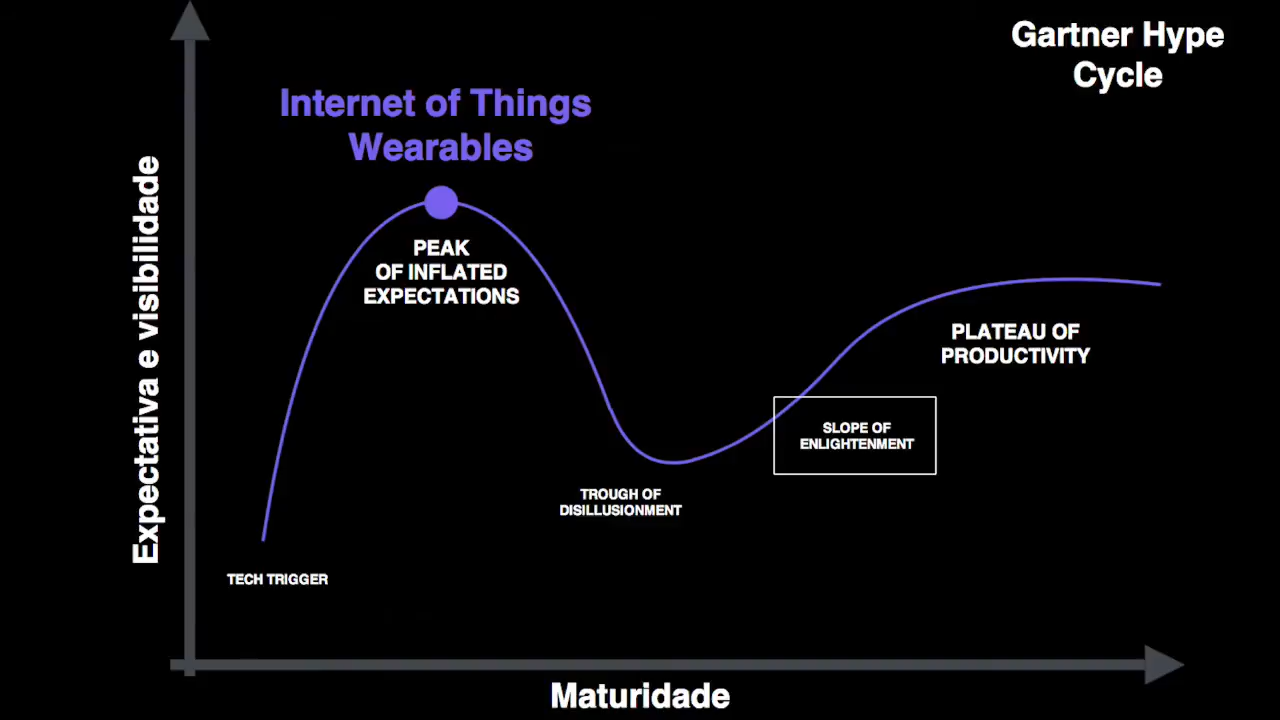 Gartner Hype
Cycle
Internet of Things
Wearables
Expectativa e visibilidade
PEAK
OF INFLATED
EXPECTATIONS
PLATEAU OF
PRODUCTIVITY
SLOPE OF
ENLIGHTENMENT
TROUGH OF
DISILLUSIONMENT
TECH TRIGGER
Maturidade